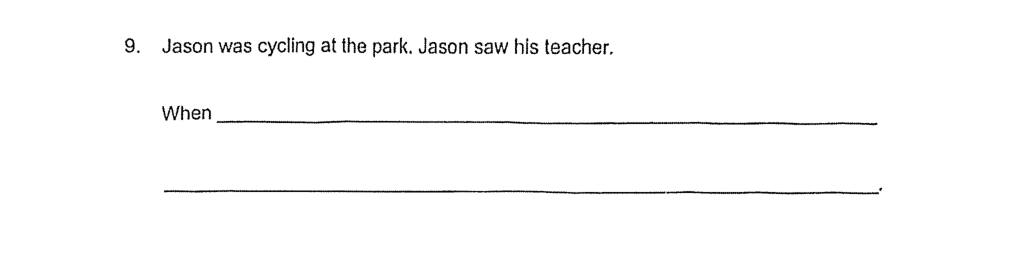 9. Jason was cycling at the park. Jason saw his teacher.
When
.